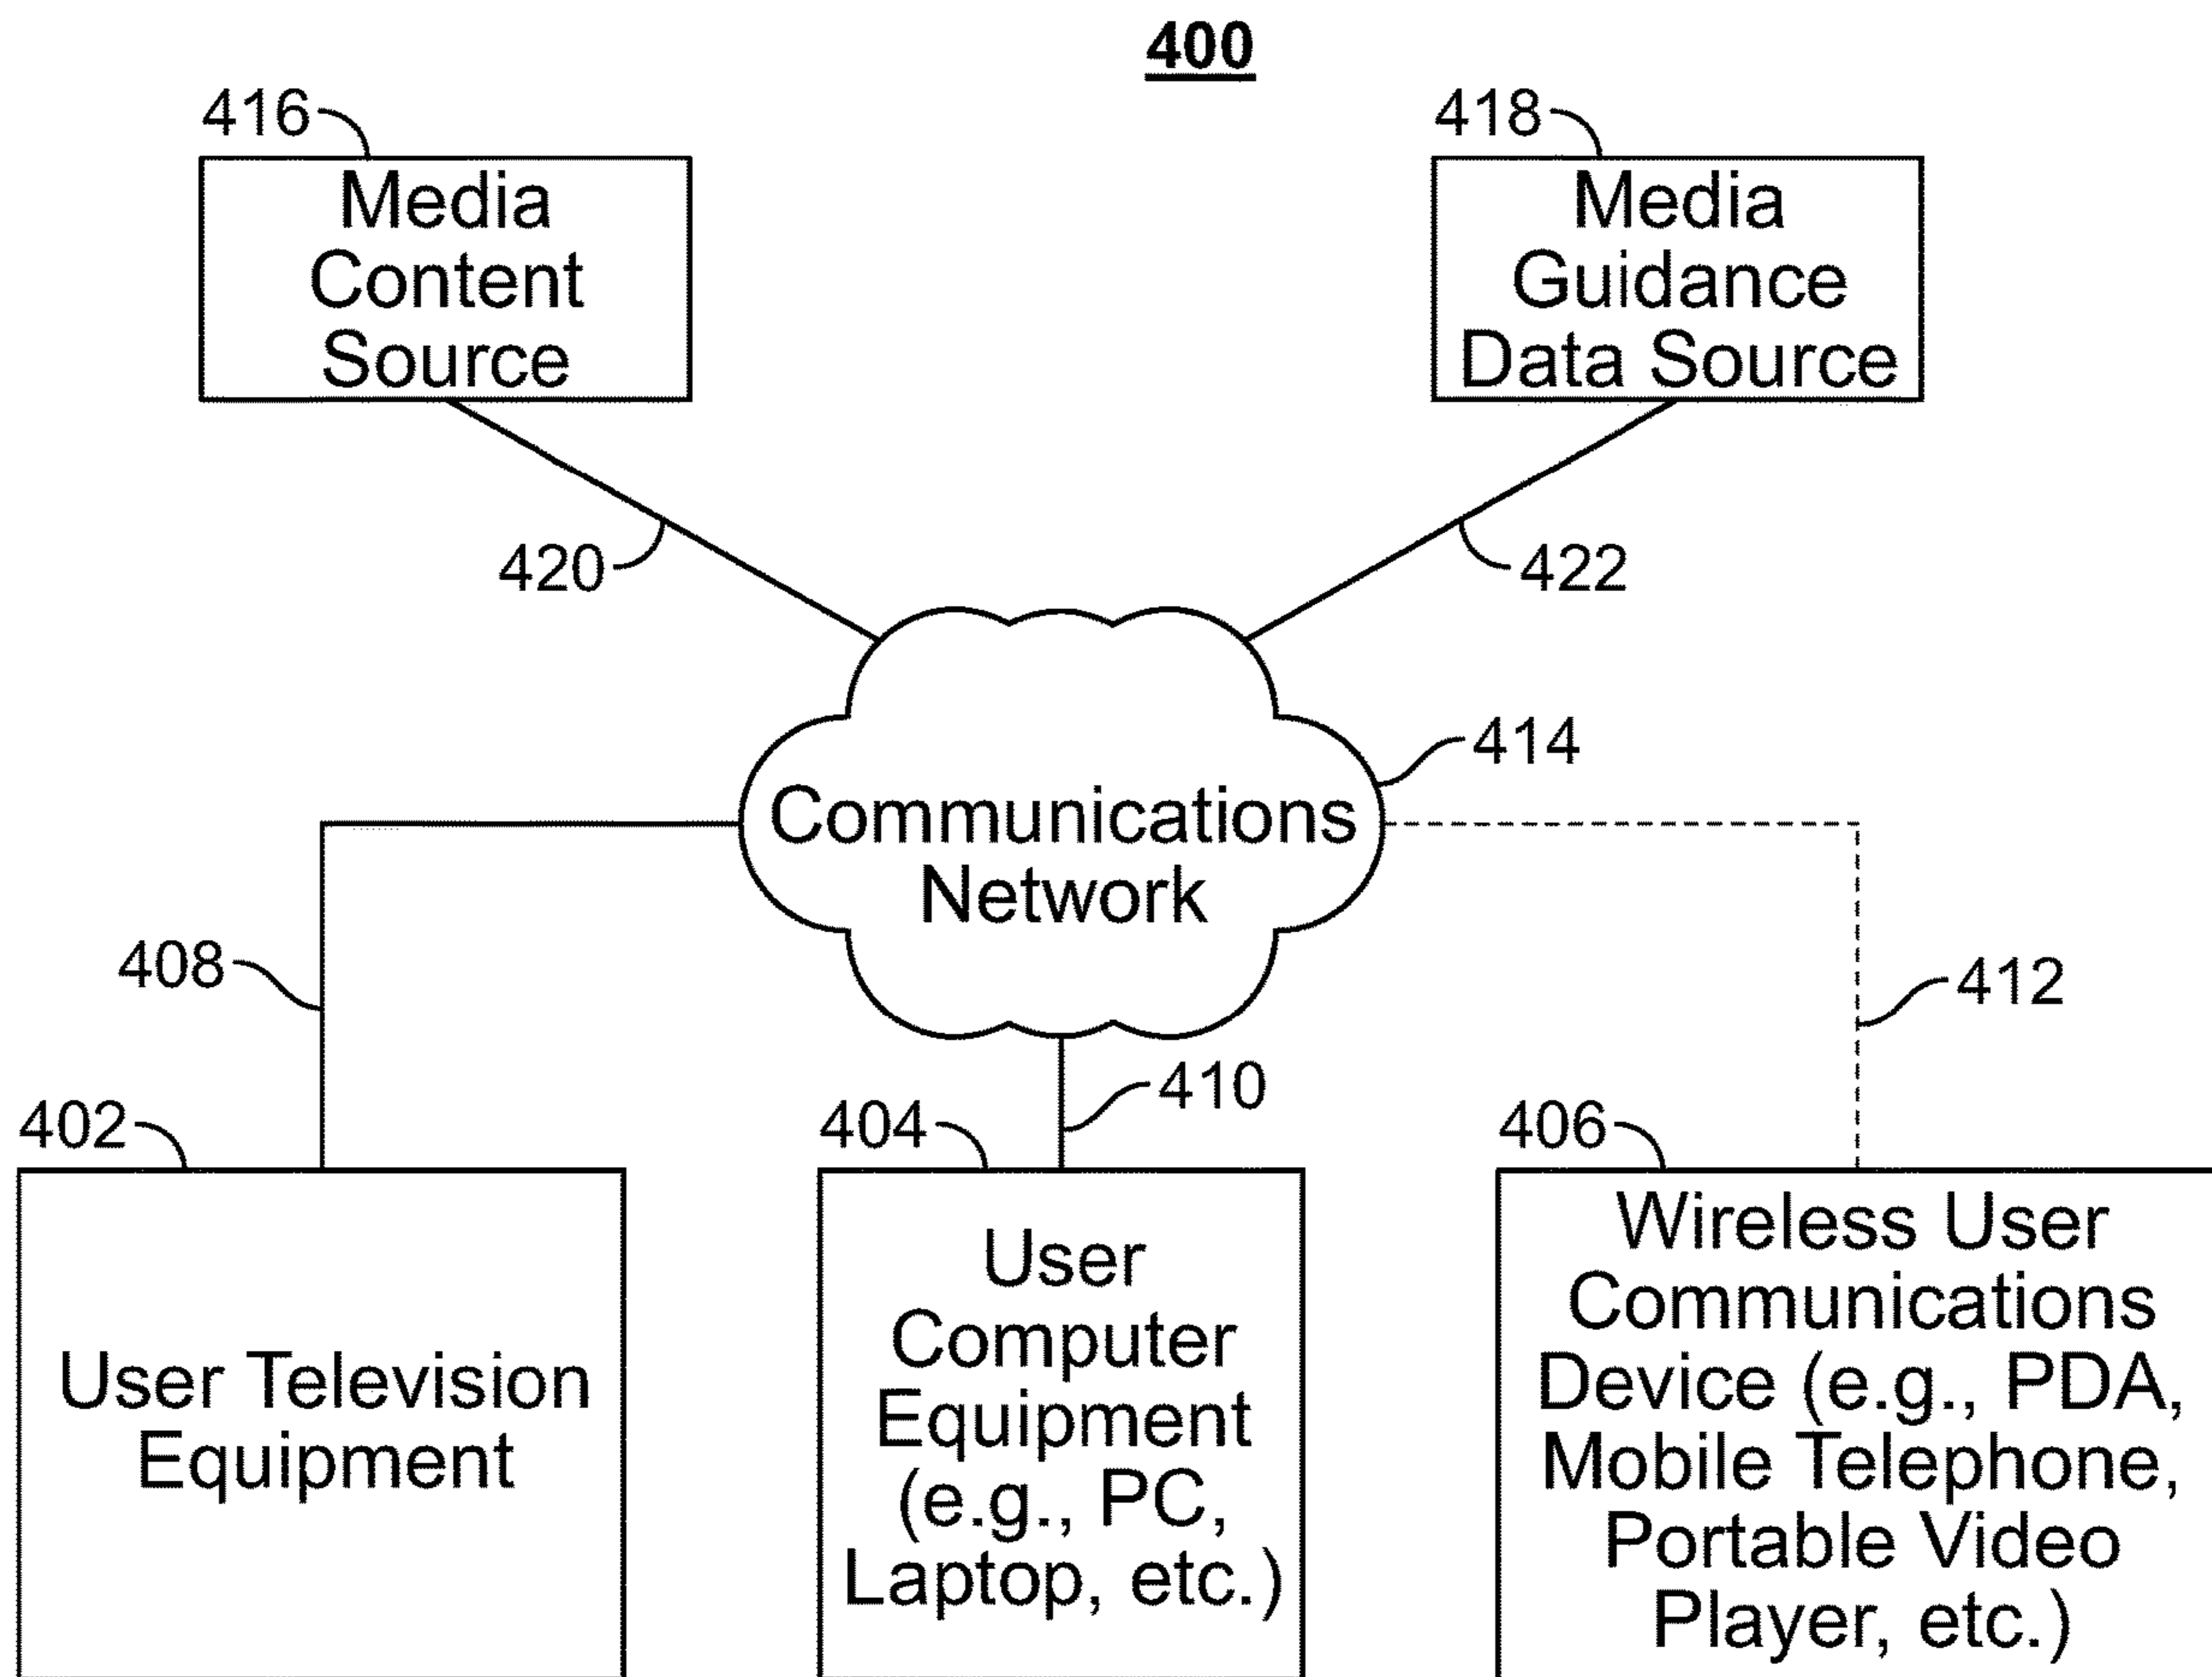 400
416
418
Media
Content
Source
Media
Guidance
Data Source
420
422
414
Communications
Network
408
412
410
402
404
406
User Television
Equipment
User
Computer
Equipment
(e.g., PC,
Laptop, etc.)
Wireless User
Communications
Device (e.g., PDA,
Mobile Telephone,
Portable Video
Player, etc.)